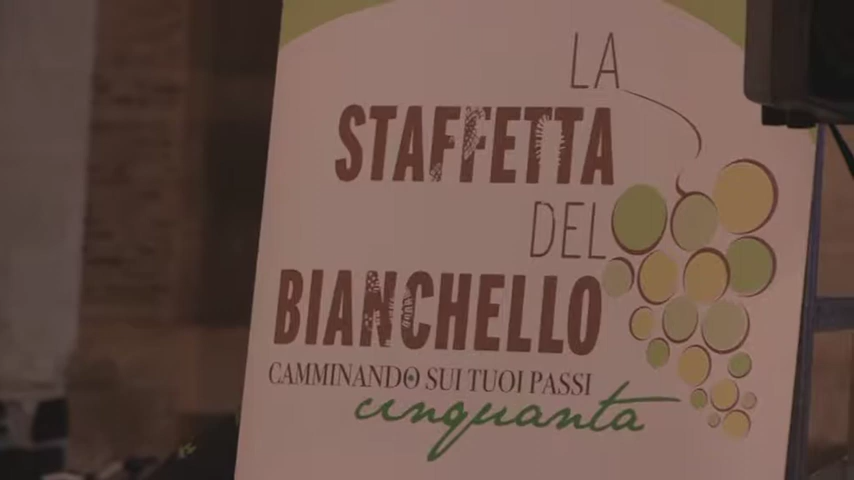 LA
STAFFETTA
DEL
BIANCHELLO
CAMMINANDO SUI TUOI PASSI
cinquanta